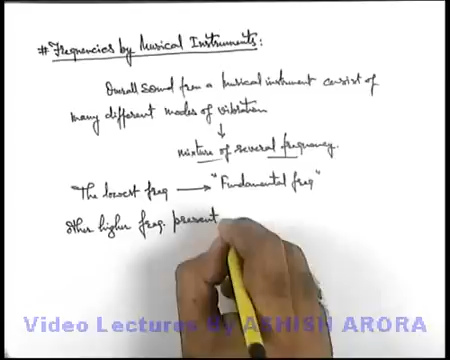 # Frequencies by Musical Instruments:
Overall sound from a musical instrument consist of
many different modes of vibration
↓
mixture of several frequency.
The lowest freq → "Fundamental freq"
Other higher freq. present
Video Lectures By ASHISH ARORA